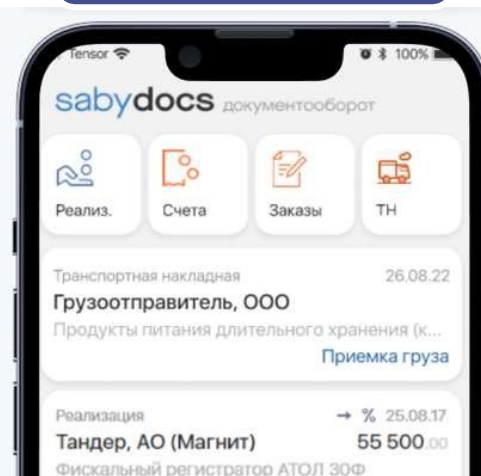 Tensor 100%
sabydocs документооборот
Реализ. Счета Заказы ТН
Транспортная накладная 26.08.22
Грузоотправитель, ООО
Продукты питания длительного хранения (к...
Приемка груза
Реализация → % 25.08.17
Тандер, АО (Магнит) 55 500.00
Фискальный регистратор АТОЛ 30Ф